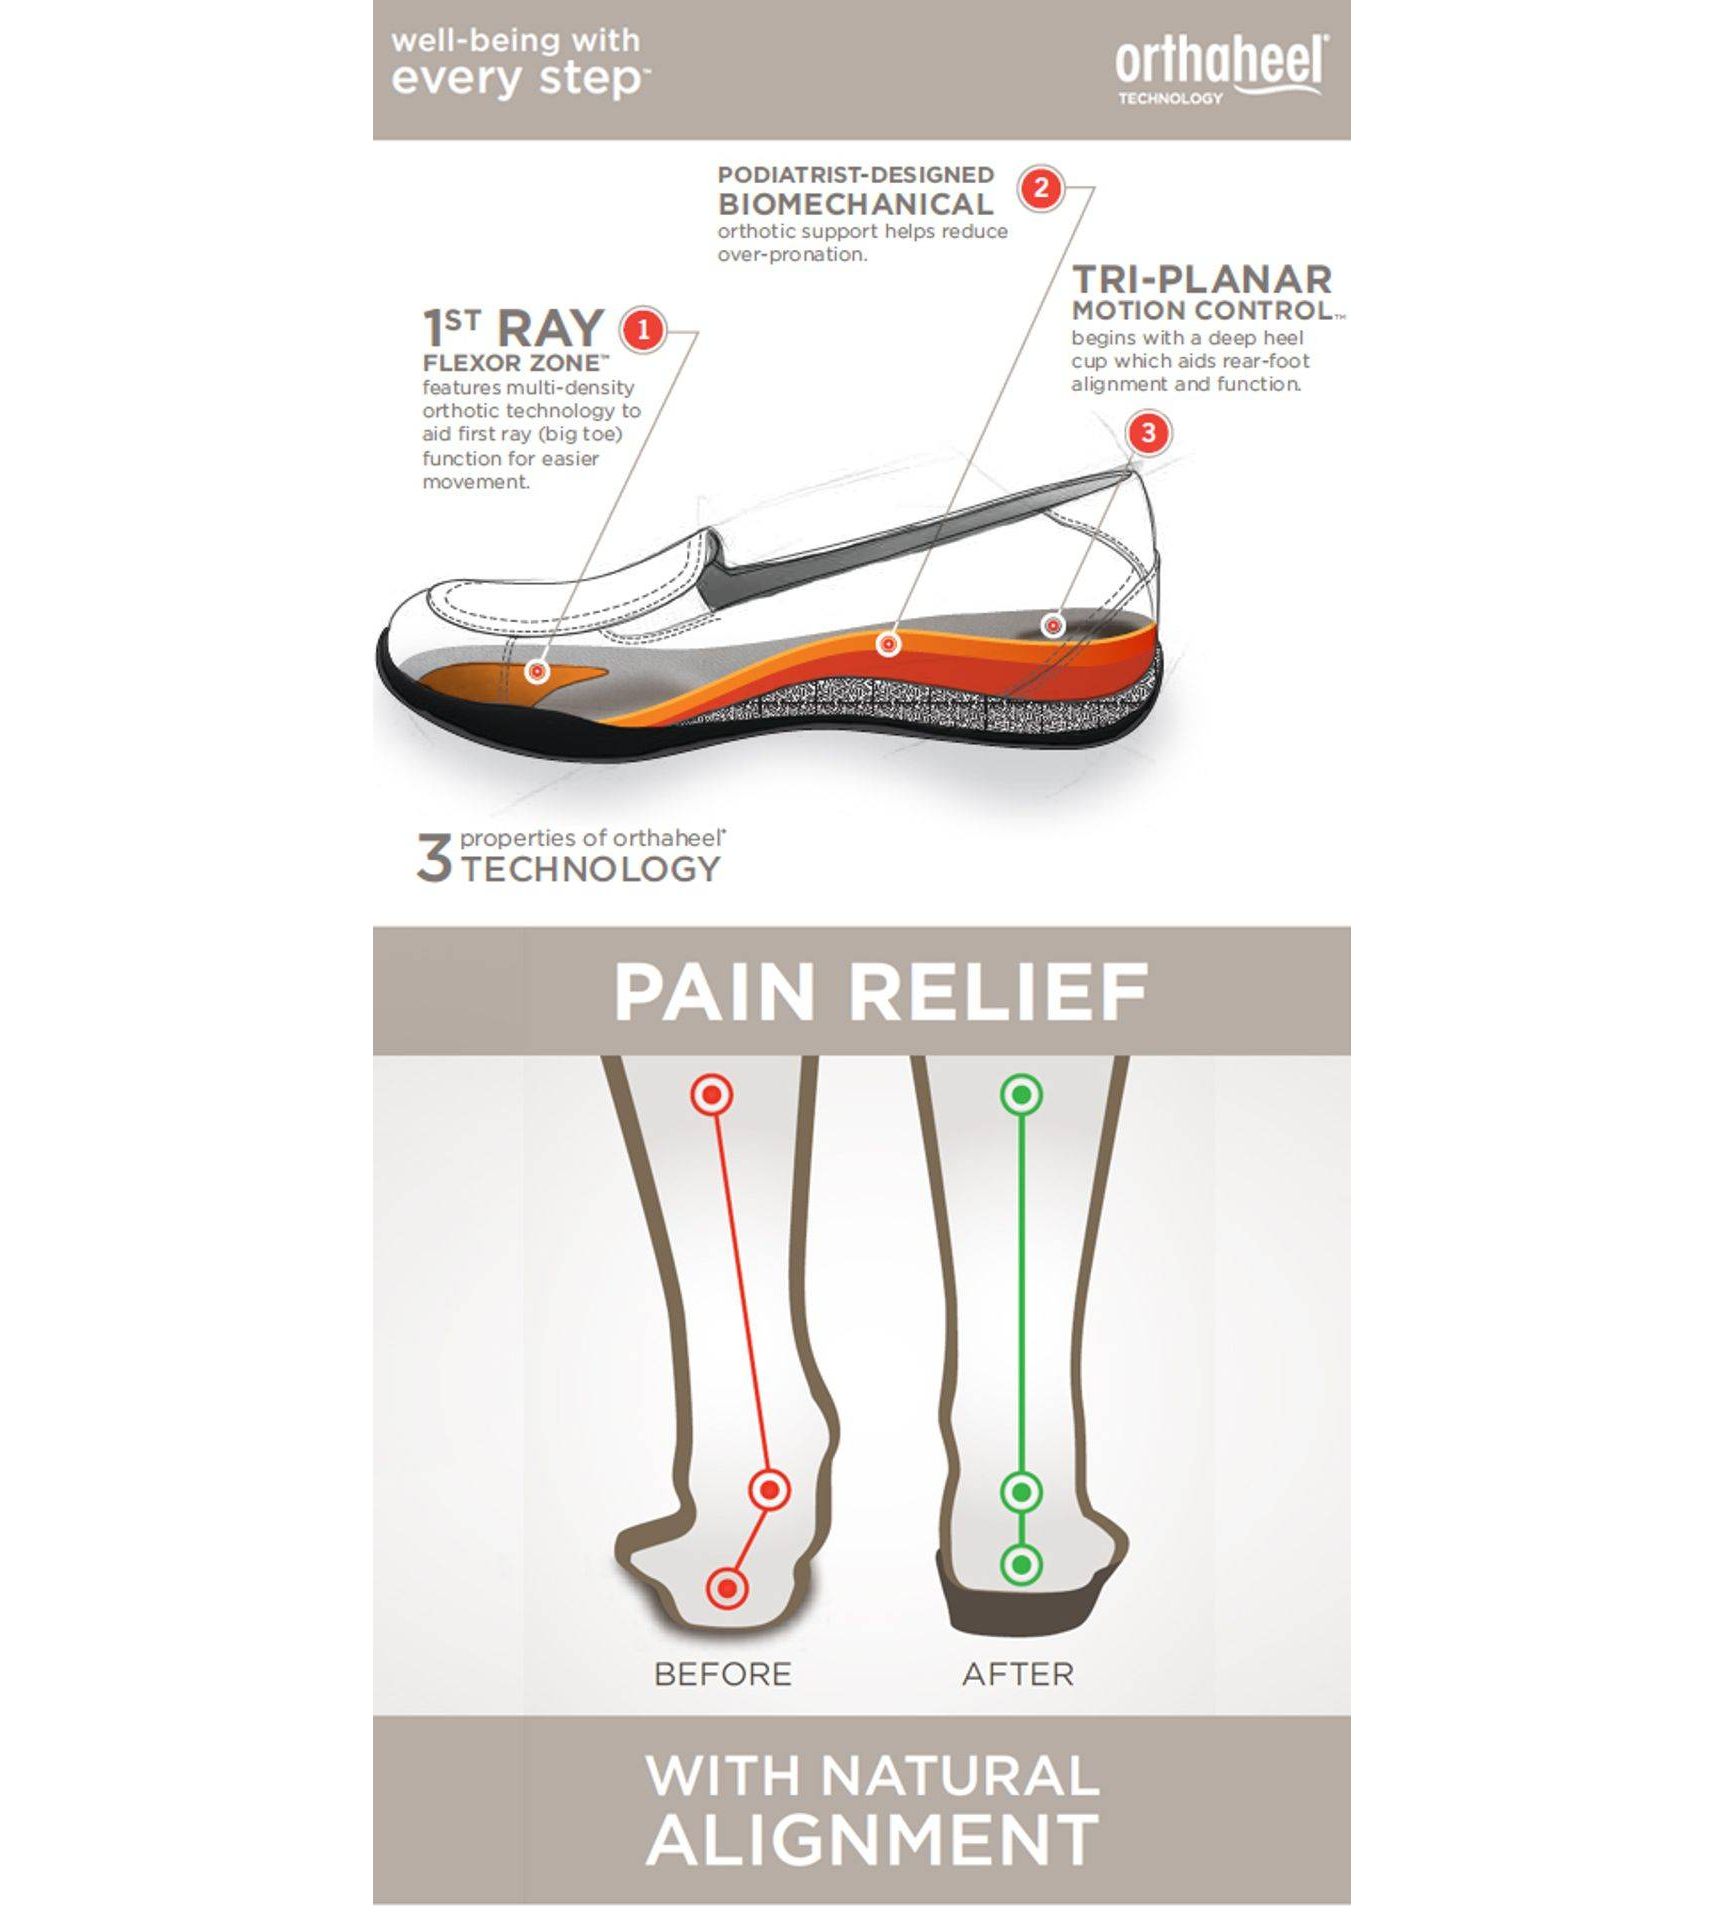 well-being with
every step™
orthaheel®
TECHNOLOGY
PODIATRIST-DESIGNED
BIOMECHANICAL
orthotic support helps reduce
over-pronation.
2
TRI-PLANAR
MOTION CONTROL™
begins with a deep heel
cup which aids rear-foot
alignment and function.
3
1ST RAY
FLEXOR ZONE™
features multi-density
orthotic technology to
aid first ray (big toe)
function for easier
movement.
1
3 properties of orthaheel®
TECHNOLOGY
PAIN RELIEF
BEFORE
AFTER
WITH NATURAL
ALIGNMENT